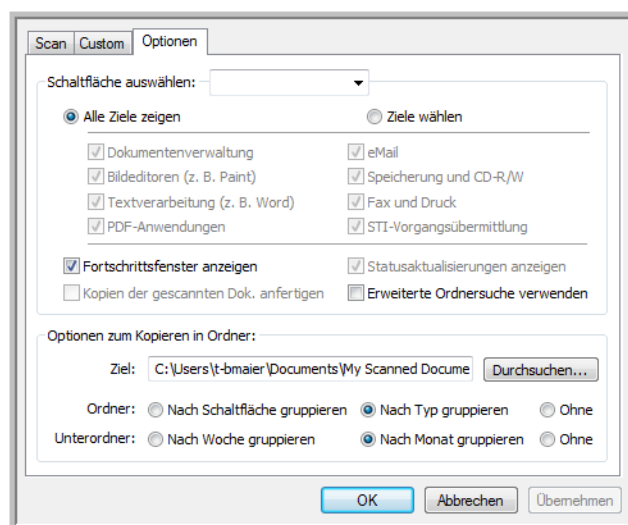 Scan Custom Optionen
Schaltfläche auswählen:
Alle Ziele zeigen Ziele wählen
Dokumentenverwaltung eMail
Bildeditoren (z. B. Paint) Speicherung und CD-R/W
Textverarbeitung (z. B. Word) Fax und Druck
PDF-Anwendungen STI-Vorgangsübermittlung
Fortschrittsfenster anzeigen Statusaktualisierungen anzeigen
Kopien der gescannten Dok. anfertigen Erweiterte Ordnersuche verwenden
Optionen zum Kopieren in Ordner:
Ziel: C:\Users\t-bmaier\Documents\My Scanned Docume Durchsuchen...
Ordner: Nach Schaltfläche gruppieren Nach Typ gruppieren Ohne
Unterordner: Nach Woche gruppieren Nach Monat gruppieren Ohne
OK Abbrechen Übernehmen